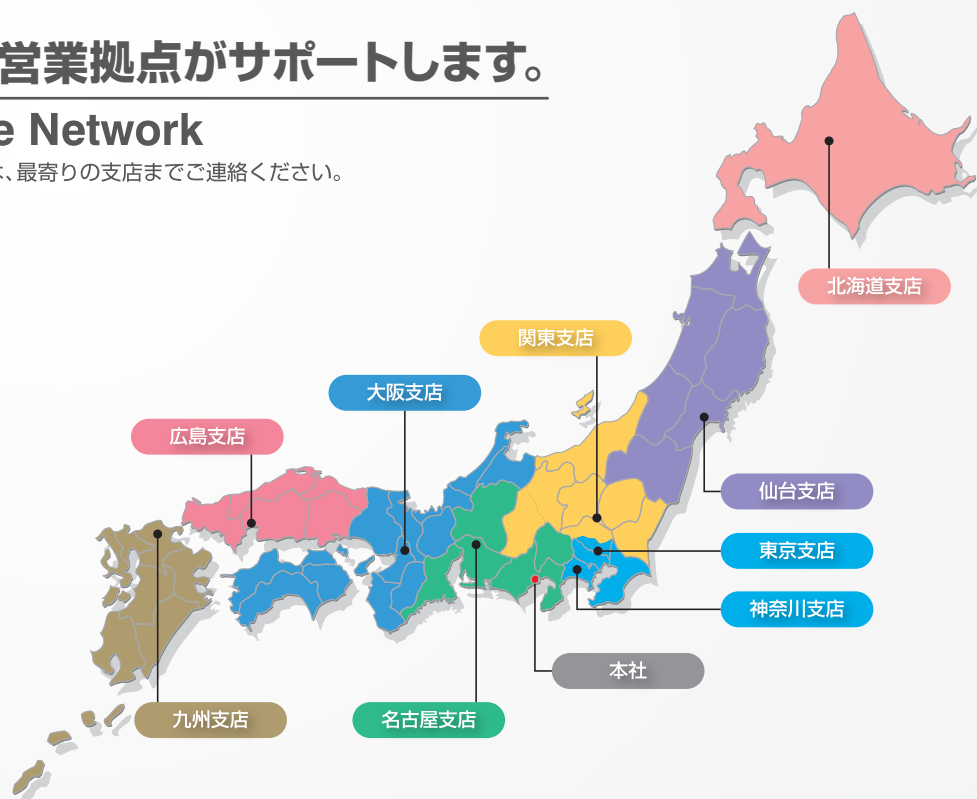 営業拠点がサポートします。
e Network
、最寄りの支店までご連絡ください。
北海道支店
関東支店
大阪支店
広島支店
仙台支店
東京支店
神奈川支店
本社
九州支店
名古屋支店